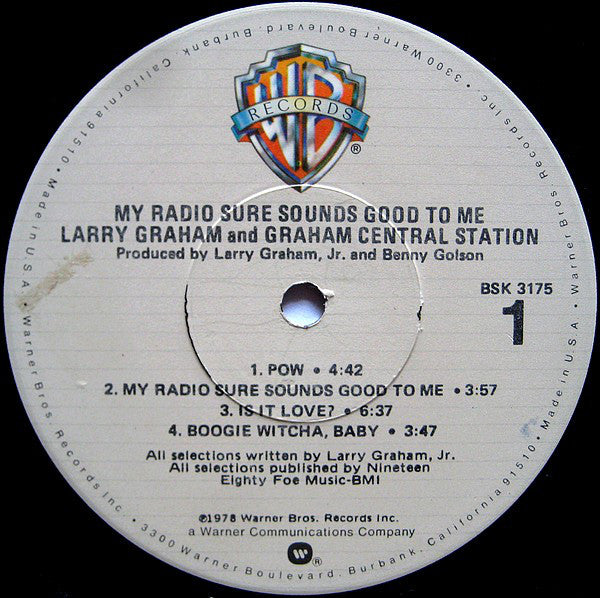 WB
RECORDS
®
MY RADIO SURE SOUNDS GOOD TO ME
LARRY GRAHAM and GRAHAM CENTRAL STATION
Produced by Larry Graham, Jr. and Benny Golson
BSK 3175
1
1. POW • 4:42
2. MY RADIO SURE SOUNDS GOOD TO ME • 3:57
3. IS IT LOVE? • 6:37
4. BOOGIE WITCHA, BABY • 3:47
All selections written by Larry Graham, Jr.
All selections published by Nineteen
Eighty Foe Music-BMI
℗1978 Warner Bros. Records Inc.
a Warner Communications Company
W ®
Made in U.S.A. • Warner Bros. Records Inc. • 3300 Warner Boulevard, Burbank, California 91510 • Made in U.S.A. • Warner Bros. Records Inc. • 3300 Warner Boulevard, Burbank, California 91510 •